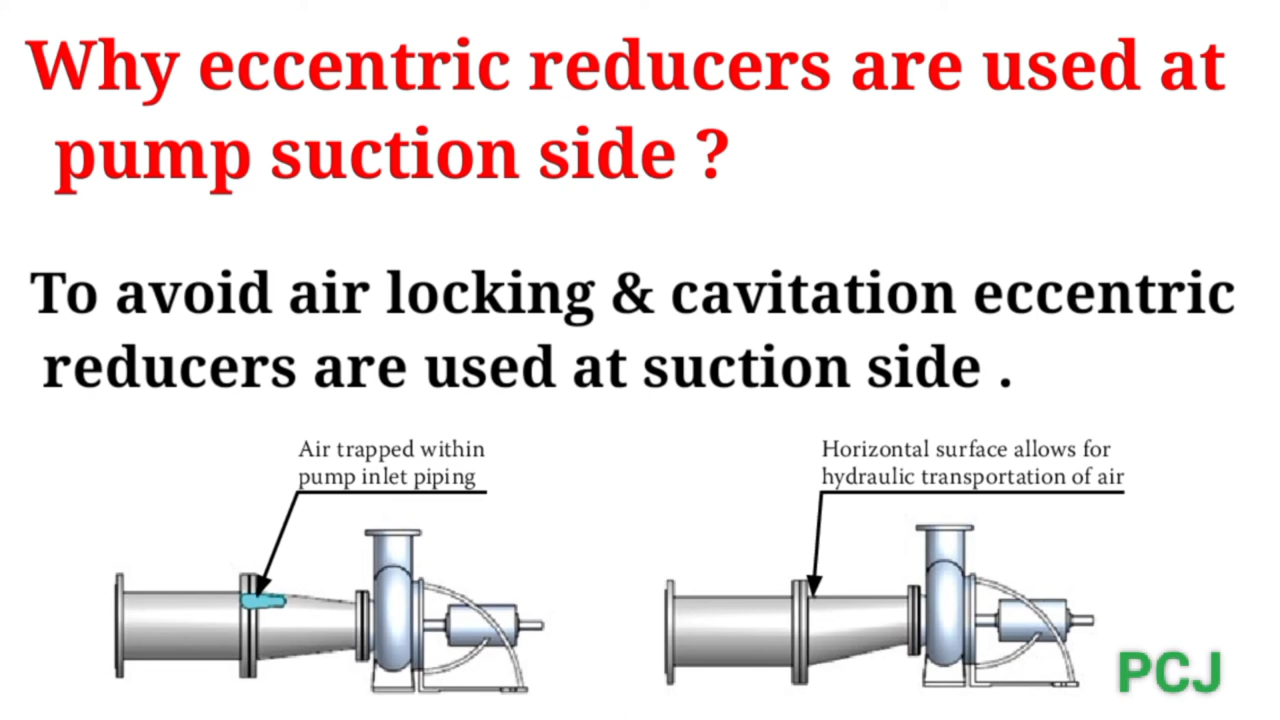 Why eccentric reducers are used at
pump suction side ?
To avoid air locking & cavitation eccentric
reducers are used at suction side .
Air trapped within
pump inlet piping
Horizontal surface allows for
hydraulic transportation of air
PCJ